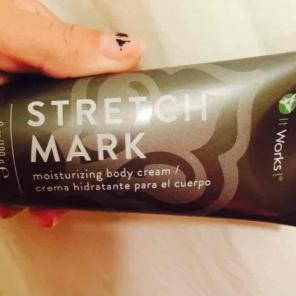 STRETCH
MARK
moisturizing body cream /
crema hidratante para el cuerpo
It Works!®